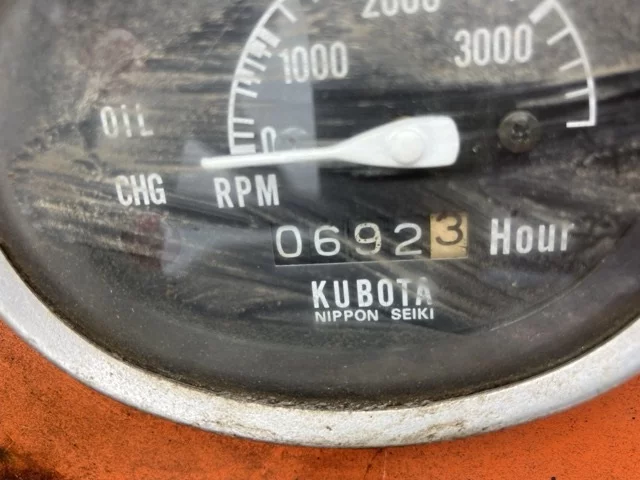 2000
1000
3000
OIL
0
CHG
RPM
06923 Hour
KUBOTA
NIPPON SEIKI